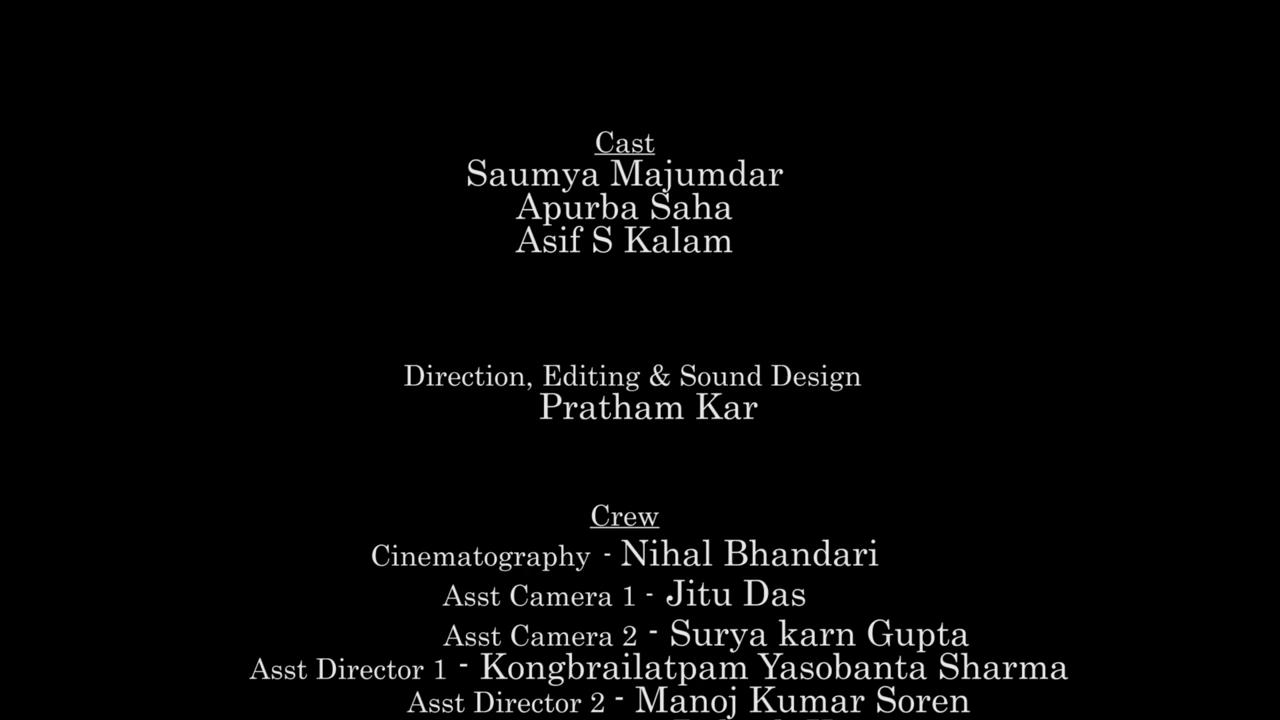 Cast
Saumya Majumdar
Apurba Saha
Asif S Kalam
Direction, Editing & Sound Design
Pratham Kar
Crew
Cinematography - Nihal Bhandari
Asst Camera 1 - Jitu Das
Asst Camera 2 - Surya karn Gupta
Asst Director 1 - Kongbrailatpam Yasobanta Sharma
Asst Director 2 - Manoj Kumar Soren